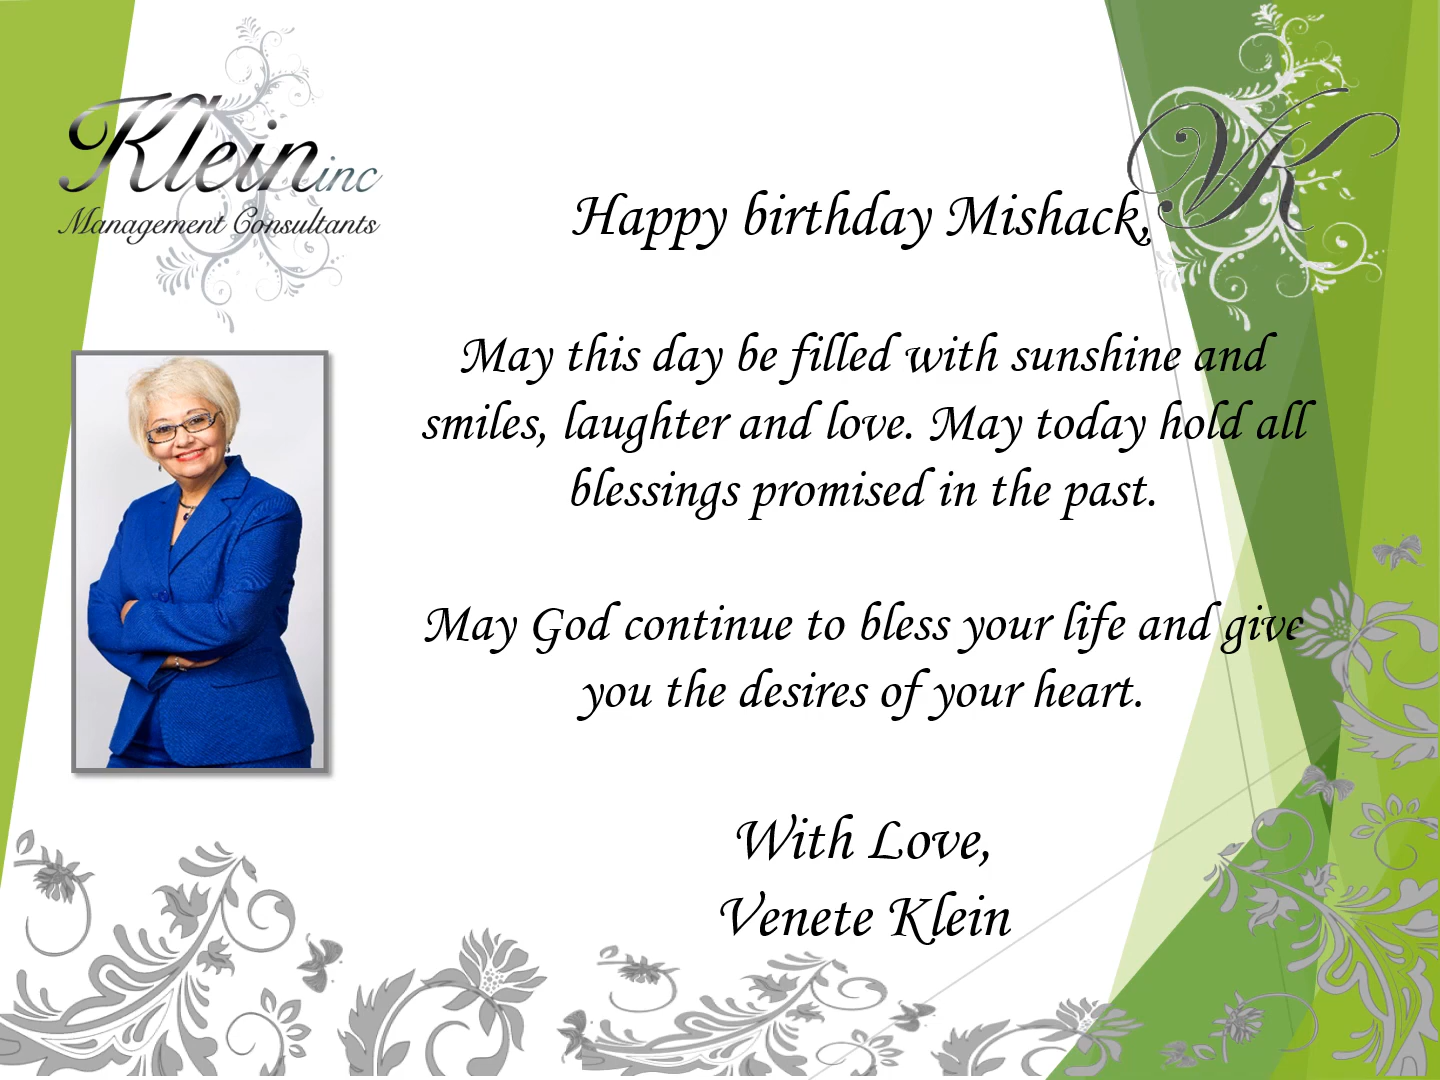 Klein inc
Management Consultants
VK
Happy birthday Mishack,
May this day be filled with sunshine and
smiles, laughter and love. May today hold all
blessings promised in the past.
May God continue to bless your life and give
you the desires of your heart.
With Love,
Venete Klein